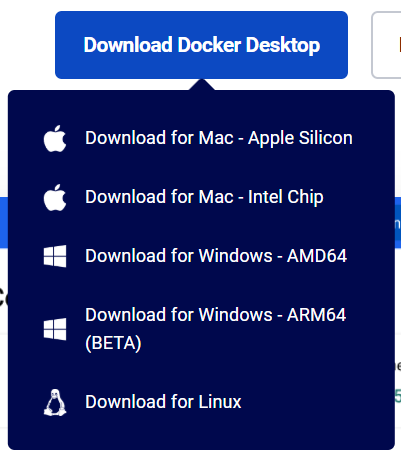 Download Docker Desktop
Download for Mac - Apple Silicon
Download for Mac - Intel Chip
Download for Windows - AMD64
Download for Windows - ARM64
(BETA)
Download for Linux